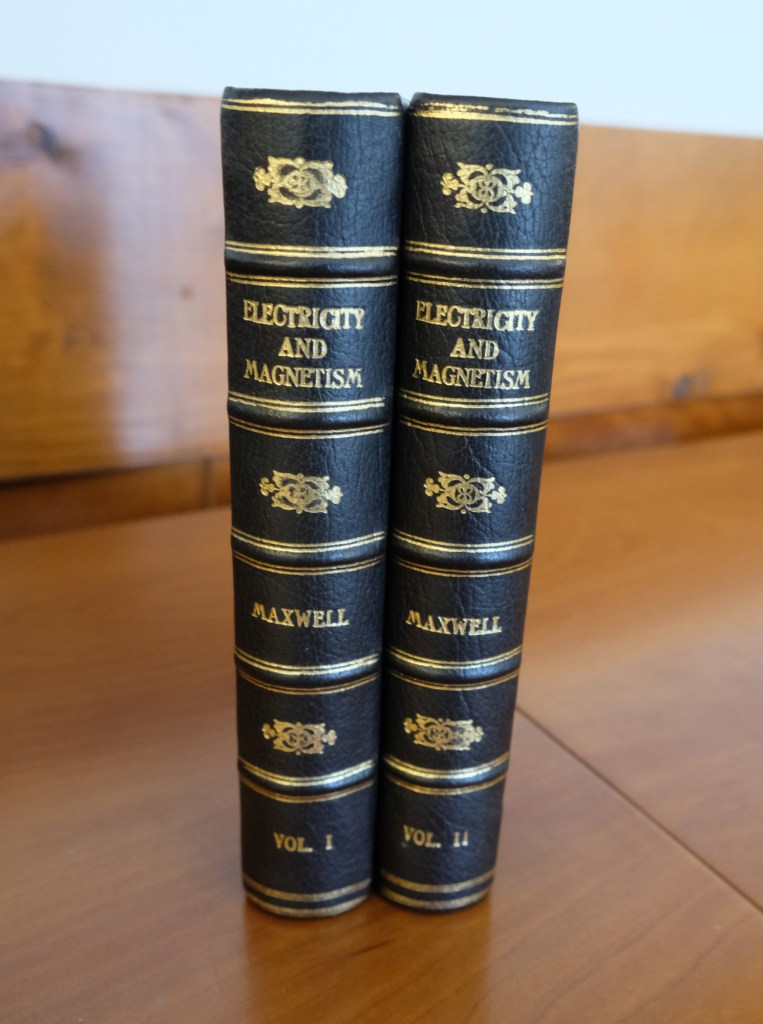 ELECTRICITY
AND
MAGNETISM
MAXWELL
VOL. I
ELECTRICITY
AND
MAGNETISM
MAXWELL
VOL. II